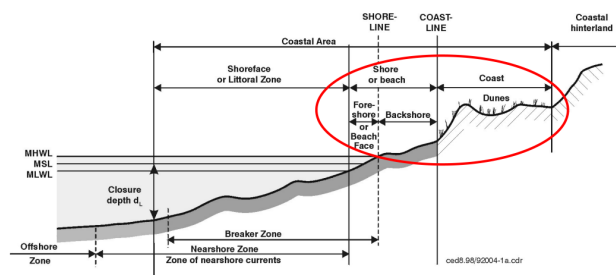 SHORE-
LINE
COAST-
LINE
Coastal
hinterland
Coastal Area
Shoreface
or Littoral Zone
Shore
or beach
Coast
Dunes
Fore-
shore
or
Beach
Face
Backshore
MHWL
MSL
MLWL
Closure
depth dL
Breaker Zone
Offshore
Zone
Nearshore Zone
Zone of nearshore currents
ced8.98/92004-1a.cdr